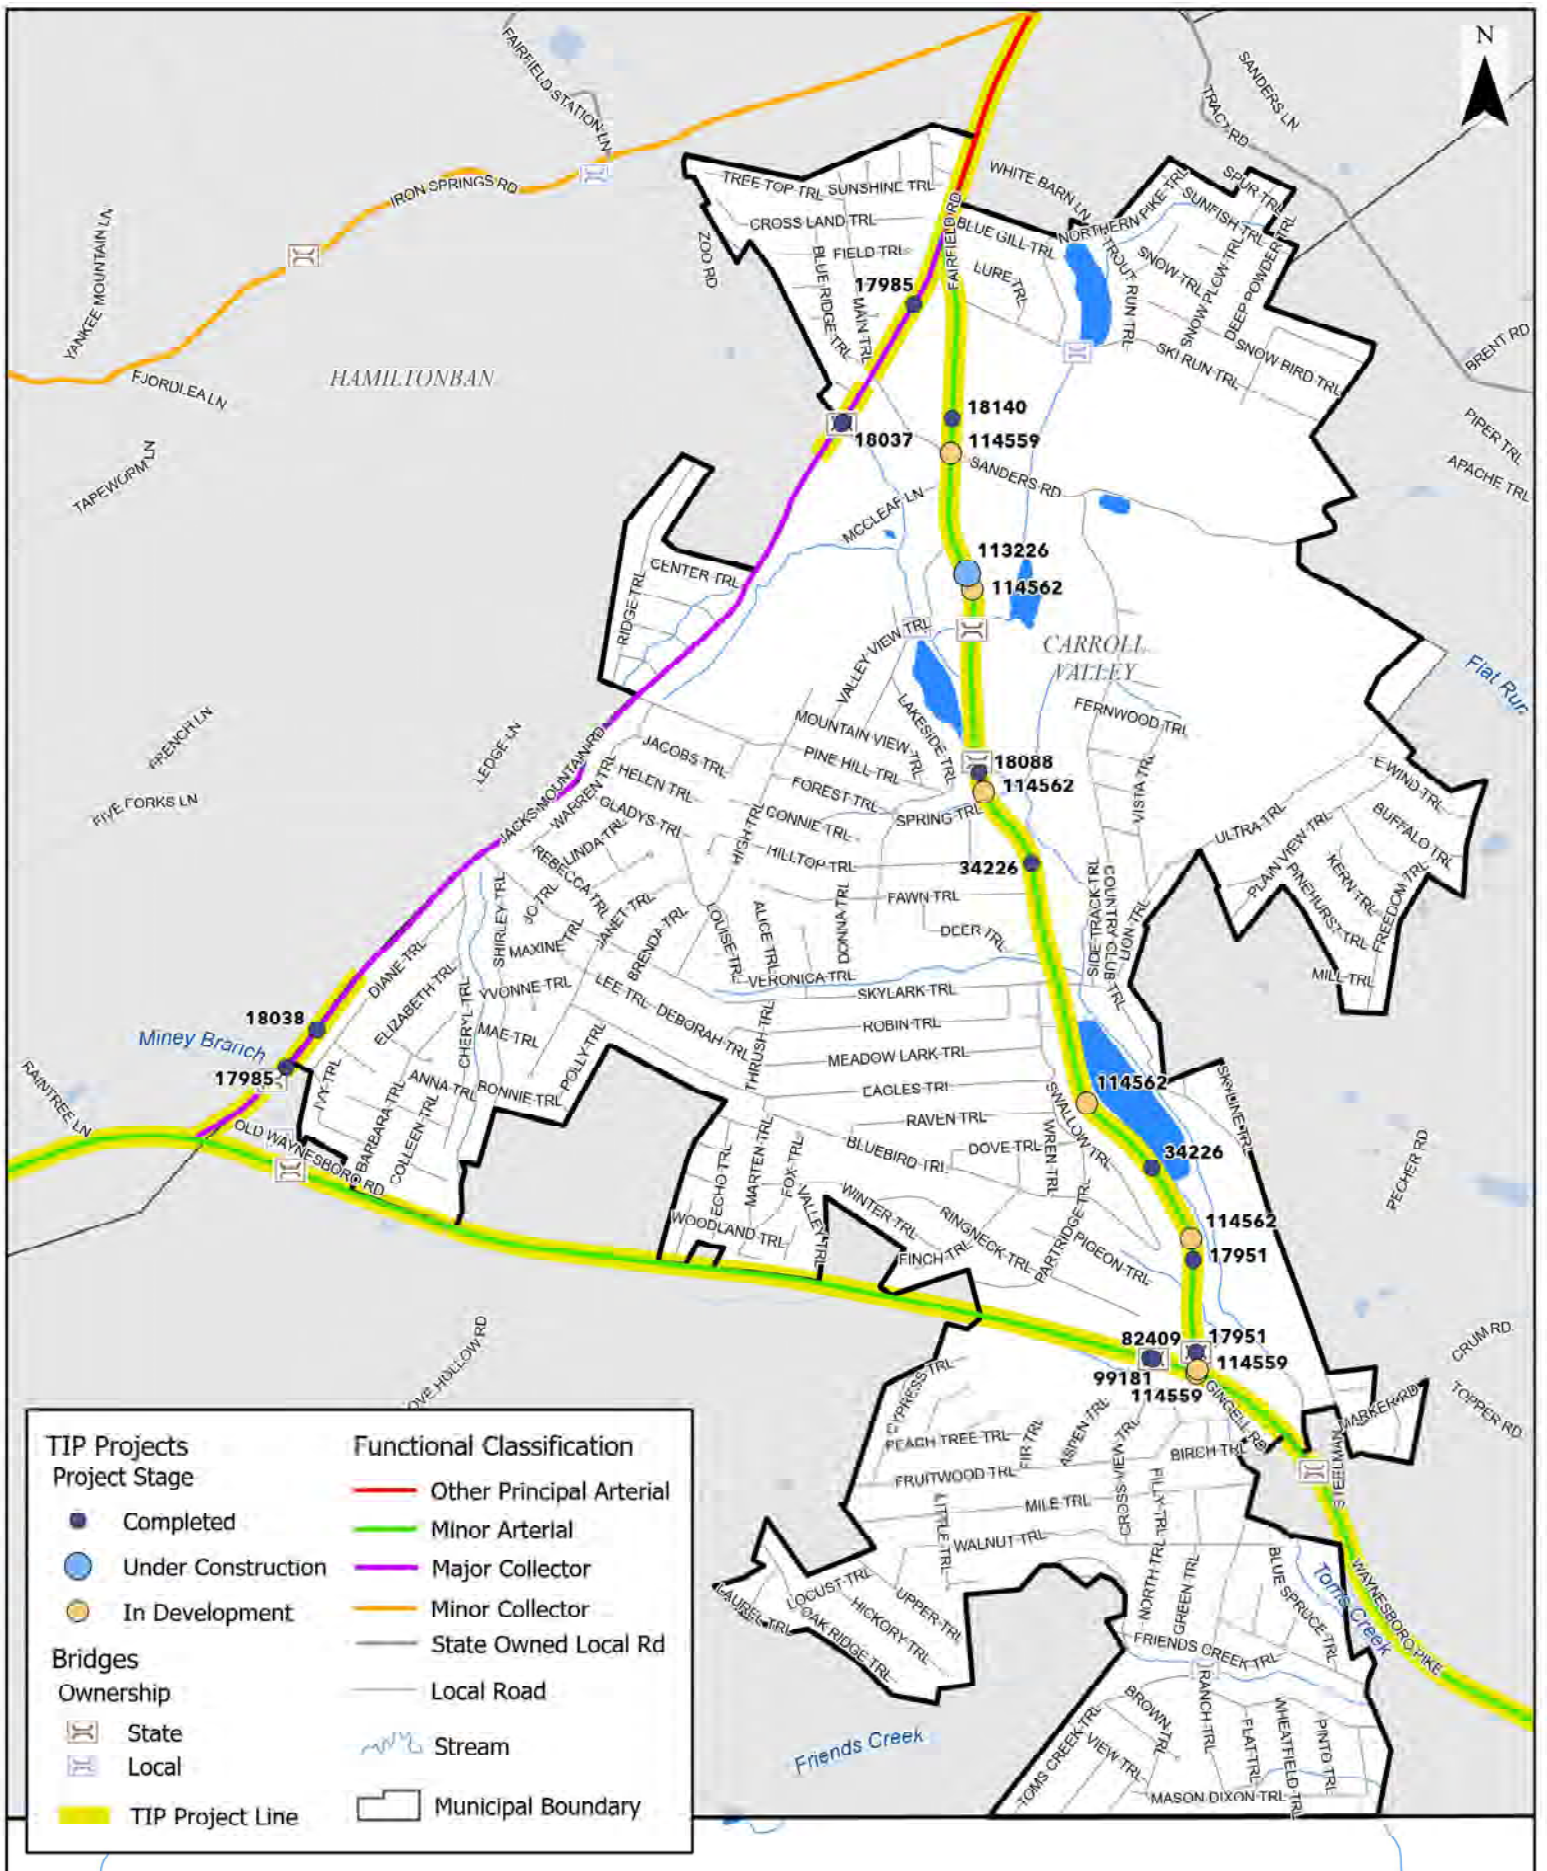 N
FAIRFIELD STATION LN
SANDERS LN
TRACT RD
IRON SPRINGS RD
YANKEE MOUNTAIN LN
TREE TOP TRL
SUNSHINE TRL
WHITE BARN LN
SPUR TRL
SUNFISH TRL
NORTHERN PIKE TRL
CROSS LAND TRL
FAIRFIELD RD
BLUE GILL TRL
ZOO RD
FIELD TRL
LURE TRL
TROUT RUN TRL
SNOW TRL
SNOW PLOW TRL
DEEP POWDER TRL
BLUE RIDGE TRL
MAIN TRL
17985
SKI RUN TRL
SNOW BIRD TRL
BRENT RD
FJORDLEA LN
HAMILTONBAN
18140
18037
114559
SANDERS RD
PIPER TRL
APACHE TRL
TAPEWORM LN
MCCLEAF LN
113226
114562
CENTER TRL
RIDGE TRL
VALLEY VIEW TRL
CARROLL
VALLEY
Flat Run
FRENCH LN
LEDGE LN
FIVE FORKS LN
JACKS MOUNTAIN RD
LAKESIDE TRL
MOUNTAIN VIEW TRL
FERNWOOD TRL
JACOBS TRL
PINE HILL TRL
18088
114562
HELEN TRL
WARREN TRL
FOREST TRL
VISTA TRL
E WIND TRL
GLADYS TRL
CONNIE TRL
SPRING TRL
HIGH TRL
ULTRA TRL
BUFFALO TRL
PLAIN VIEW TRL
LINDA TRL
REBECCA TRL
HILLTOP TRL
34226
KERN TRL
PINEHURST TRL
FREEDOM TRL
SHIRLEY TRL
JO TRL
JANET TRL
FAWN TRL
SIDE TRACK TRL
COUNTRY CLUB TRL
LION TRL
BRENDA TRL
LOUISE TRL
ALICE TRL
DONNA TRL
DEER TRL
MAXINE TRL
DIANE TRL
ELIZABETH TRL
CHERYL TRL
YVONNE TRL
LEE TRL
VERONICA TRL
SKYLARK TRL
MILL TRL
18038
Miney Branch
MAE TRL
DEBORAH TRL
THRUSH TRL
ROBIN TRL
MEADOW LARK TRL
17985
RAINTREE LN
IVY TRL
ANNA TRL
BONNIE TRL
POLLY TRL
EAGLES TRL
114562
SKYLINE TRL
BARBARA TRL
COLLEEN TRL
RAVEN TRL
SWALLOW TRL
WREN TRL
OLD WAYNESBORO RD
ECHO TRL
MARTEN TRL
FOX TRL
VALLEY TRL
BLUEBIRD TRL
DOVE TRL
34226
PECHER RD
WOODLAND TRL
WINTER TRL
RINGNECK TRL
FINCH TRL
PARTRIDGE TRL
PIGEON TRL
114562
17951
82409
17951
114559
99181
114559
GINGELL RD
CRUM RD
TOPPER RD
MARKER RD
CYPRESS TRL
PEACH TREE TRL
FIR TRL
ASPEN TRL
CROSS VIEW TRL
BIRCH TRL
STEELMAN
FRUITWOOD TRL
MILE TRL
FILLY TRL
LITTLE TRL
WALNUT TRL
LOCUST TRL
LAUREL TRL
OAK RIDGE TRL
HICKORY TRL
UPPER TRL
NORTH TRL
GREEN TRL
BLUE SPRUCE TRL
Toms Creek
WAYNESBORO PIKE
FRIENDS CREEK TRL
RANCH TRL
Friends Creek
TOMS CREEK TRL
BROWN TRL
VIEW TRL
FLAT TRL
WHEATFIELD TRL
PINTO TRL
MASON DIXON TRL
TIP Projects
Project Stage
Completed
Under Construction
In Development
Bridges
Ownership
State
Local
TIP Project Line
Functional Classification
Other Principal Arterial
Minor Arterial
Major Collector
Minor Collector
State Owned Local Rd
Local Road
Stream
Municipal Boundary